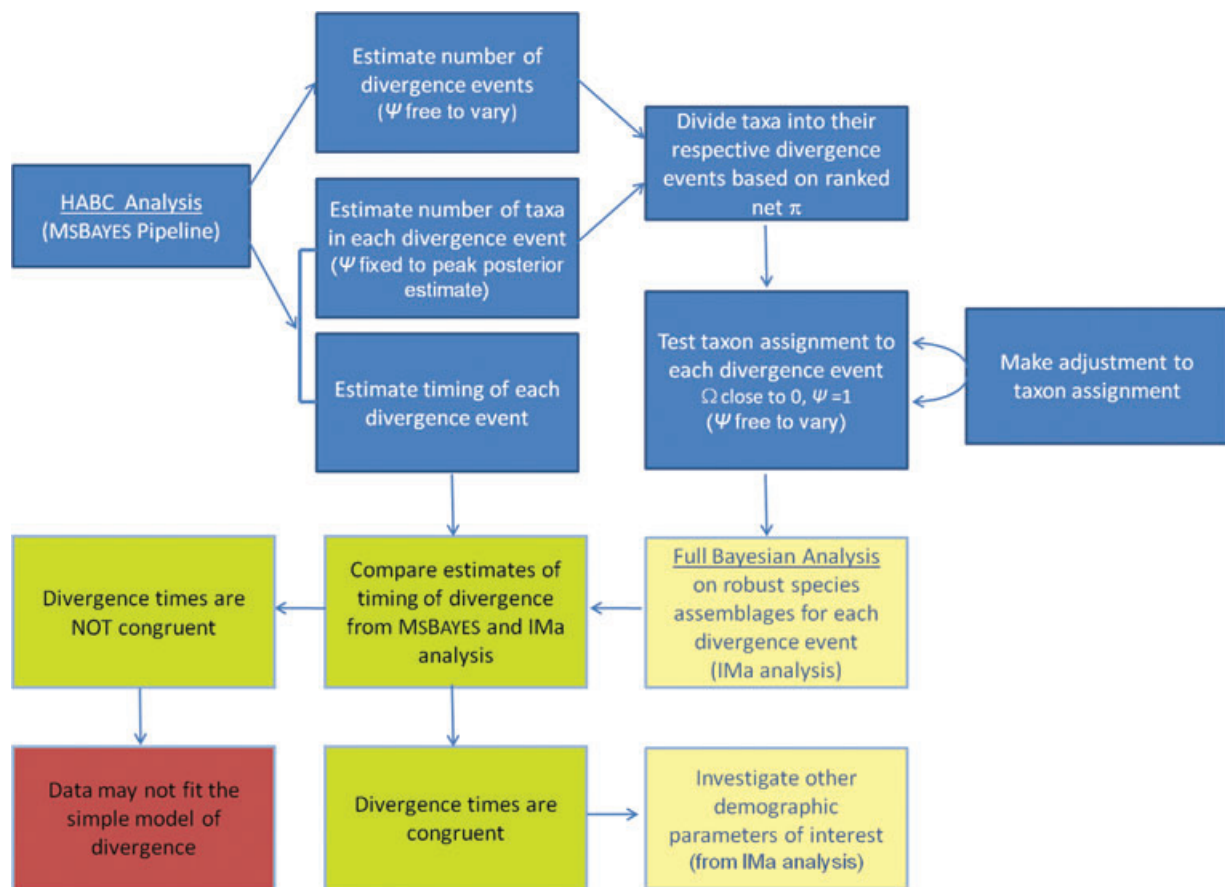 Estimate number of
divergence events
(Ψ free to vary)
Divide taxa into their
respective divergence
events based on ranked
net π
HABC Analysis
(MSBAYES Pipeline)
Estimate number of taxa
in each divergence event
(Ψ fixed to peak posterior
estimate)
Estimate timing of each
divergence event
Test taxon assignment to
each divergence event
Ω close to 0, Ψ =1
(Ψ free to vary)
Make adjustment to
taxon assignment
Divergence times are
NOT congruent
Compare estimates of
timing of divergence
from MSBAYES and IMa
analysis
Full Bayesian Analysis
on robust species
assemblages for each
divergence event
(IMa analysis)
Data may not fit the
simple model of
divergence
Divergence times are
congruent
Investigate other
demographic
parameters of interest
(from IMa analysis)